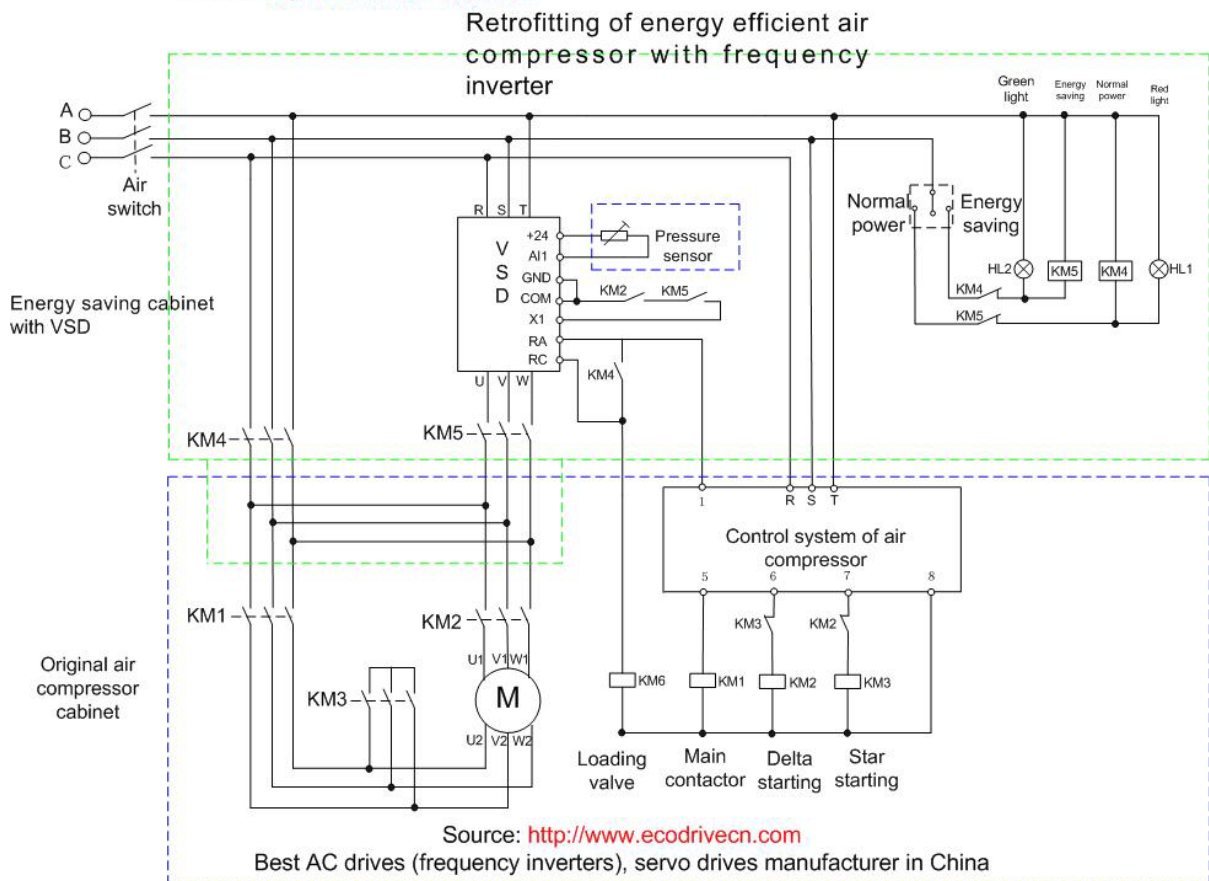 Retrofitting of energy efficient air
compressor with frequency
inverter
Green
light
Energy
saving
Normal
power
Red
light
A
B
C
Air
switch
R S T
Normal
power
Energy
saving
+24
AI1
GND
COM
X1
RA
RC
V
S
D
Pressure
sensor
KM2 KM5
HL2
KM5
KM4
HL1
KM4
KM5
Energy saving cabinet
with VSD
KM4
U V W
KM4
KM5
1 R S T
Control system of air
compressor
5 6 7 8
KM1
KM2
KM3
KM2
U1 V1 W1
M
KM3
KM6
KM1
KM2
KM3
Original air
compressor
cabinet
U2 V2 W2
Loading
valve
Main
contactor
Delta
starting
Star
starting
Source: http://www.ecodrivecn.com
Best AC drives (frequency inverters), servo drives manufacturer in China